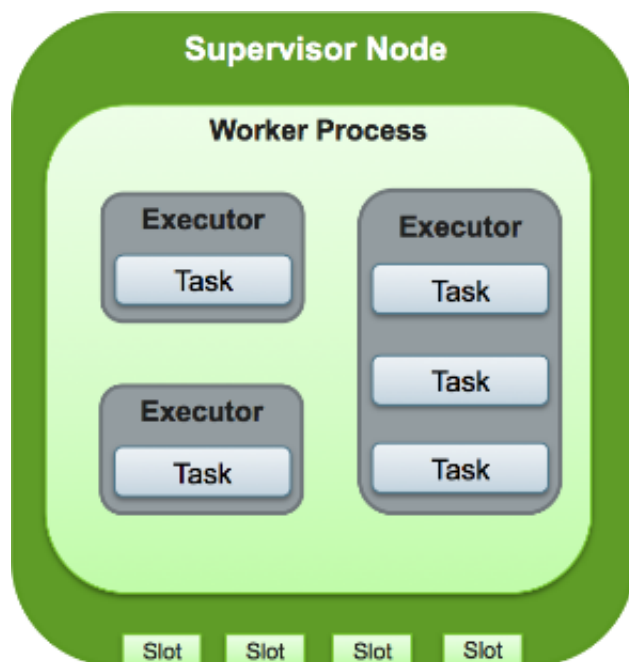 Supervisor Node
Worker Process
Executor
Task
Executor
Task
Executor
Task
Task
Task
Slot
Slot
Slot
Slot